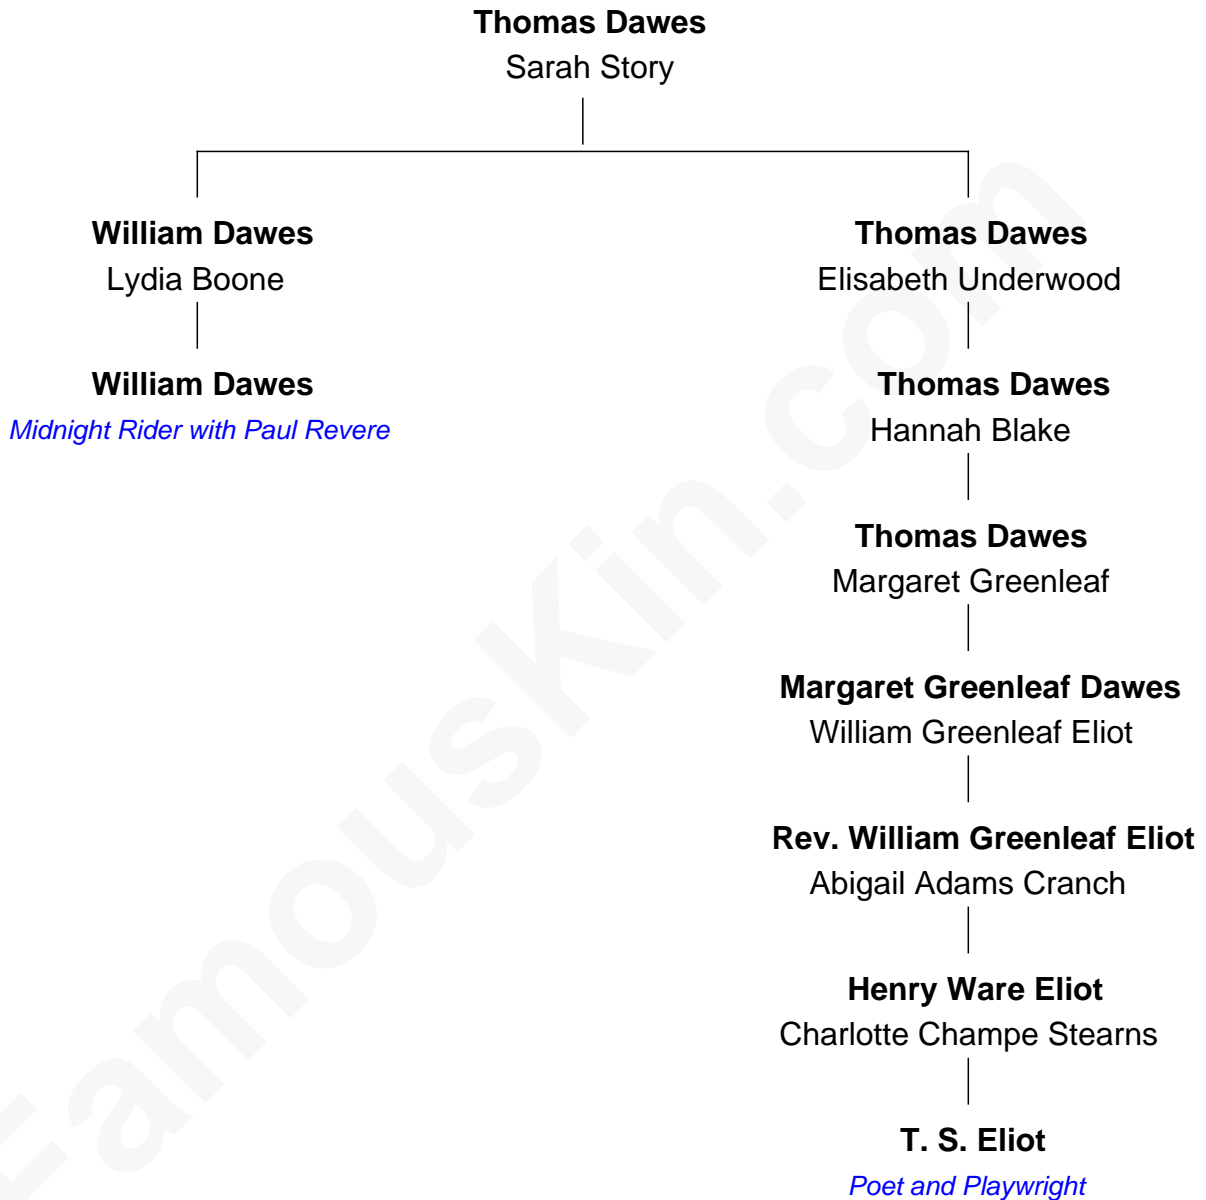 Thomas Dawes
Sarah Story
William Dawes
Lydia Boone
William Dawes
Midnight Rider with Paul Revere
Thomas Dawes
Elisabeth Underwood
Thomas Dawes
Hannah Blake
Thomas Dawes
Margaret Greenleaf
Margaret Greenleaf Dawes
William Greenleaf Eliot
Rev. William Greenleaf Eliot
Abigail Adams Cranch
Henry Ware Eliot
Charlotte Champe Stearns
T. S. Eliot
Poet and Playwright
FamousKin.com